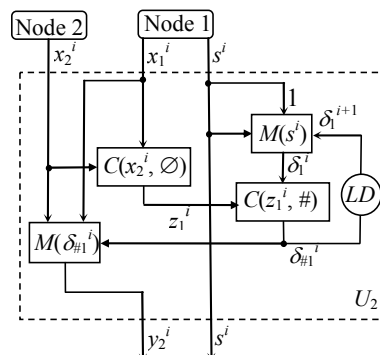 Node 2 Node 1
x₂ⁱ x₁ⁱ sⁱ
1 δ₁ⁱ⁺¹
M(sⁱ)
C(x₂ⁱ, ∅) δ₁ⁱ
C(z₁ⁱ, #) LD
z₁ⁱ
M(δ#₁ⁱ) δ#₁ⁱ
U₂
y₂ⁱ sⁱ